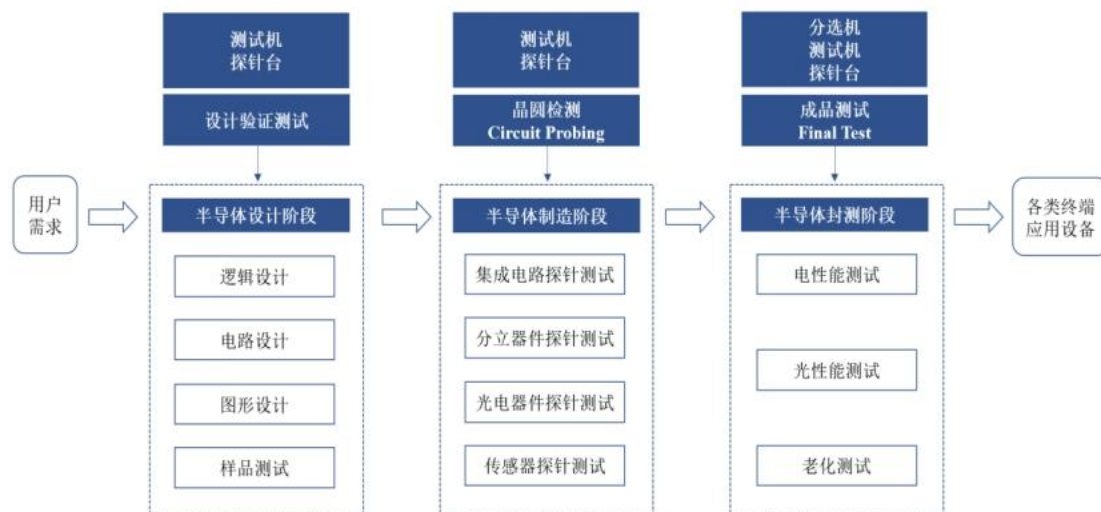 测试机
探针台
设计验证测试
测试机
探针台
晶圆检测
Circuit Probing
分选机
测试机
探针台
成品测试
Final Test
用户
需求
半导体设计阶段
逻辑设计
电路设计
图形设计
样品测试
半导体制造阶段
集成电路探针测试
分立器件探针测试
光电器件探针测试
传感器探针测试
半导体封测阶段
电性能测试
光性能测试
老化测试
各类终端
应用设备